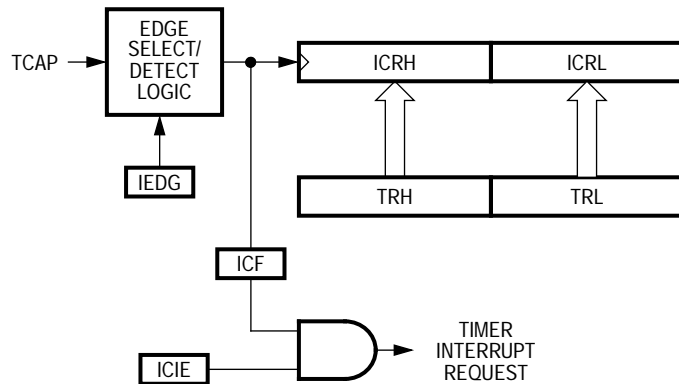 EDGE
SELECT/
DETECT
LOGIC
TCAP
ICRH
ICRL
IEDG
TRH
TRL
ICF
ICIE
TIMER
INTERRUPT
REQUEST